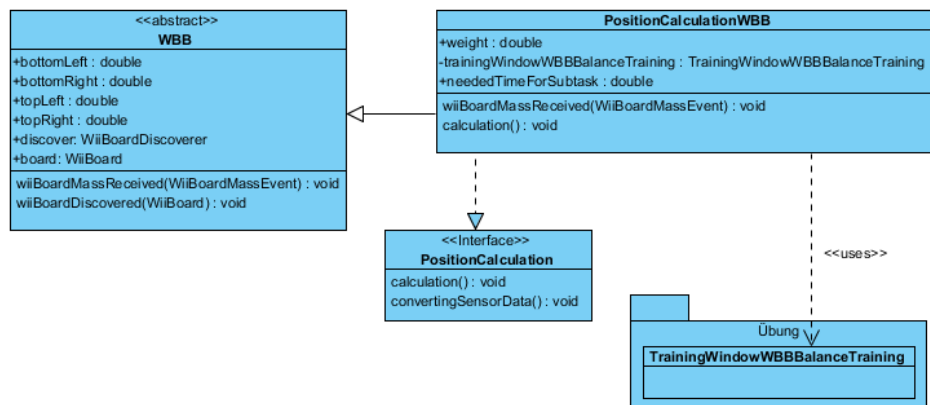 <<abstract>>
WBB
+bottomLeft : double
+bottomRight : double
+topLeft : double
+topRight : double
+discover: WiiBoardDiscoverer
+board: WiiBoard
wiiBoardMassReceived(WiiBoardMassEvent) : void
wiiBoardDiscovered(WiiBoard) : void
PositionCalculationWBB
+weight : double
-trainingWindowWBBBalanceTraining : TrainingWindowWBBBalanceTraining
+neededTimeForSubtask : double
wiiBoardMassReceived(WiiBoardMassEvent) : void
calculation() : void
<<Interface>>
PositionCalculation
calculation() : void
convertingSensorData() : void
<<uses>>
Übung
TrainingWindowWBBBalanceTraining